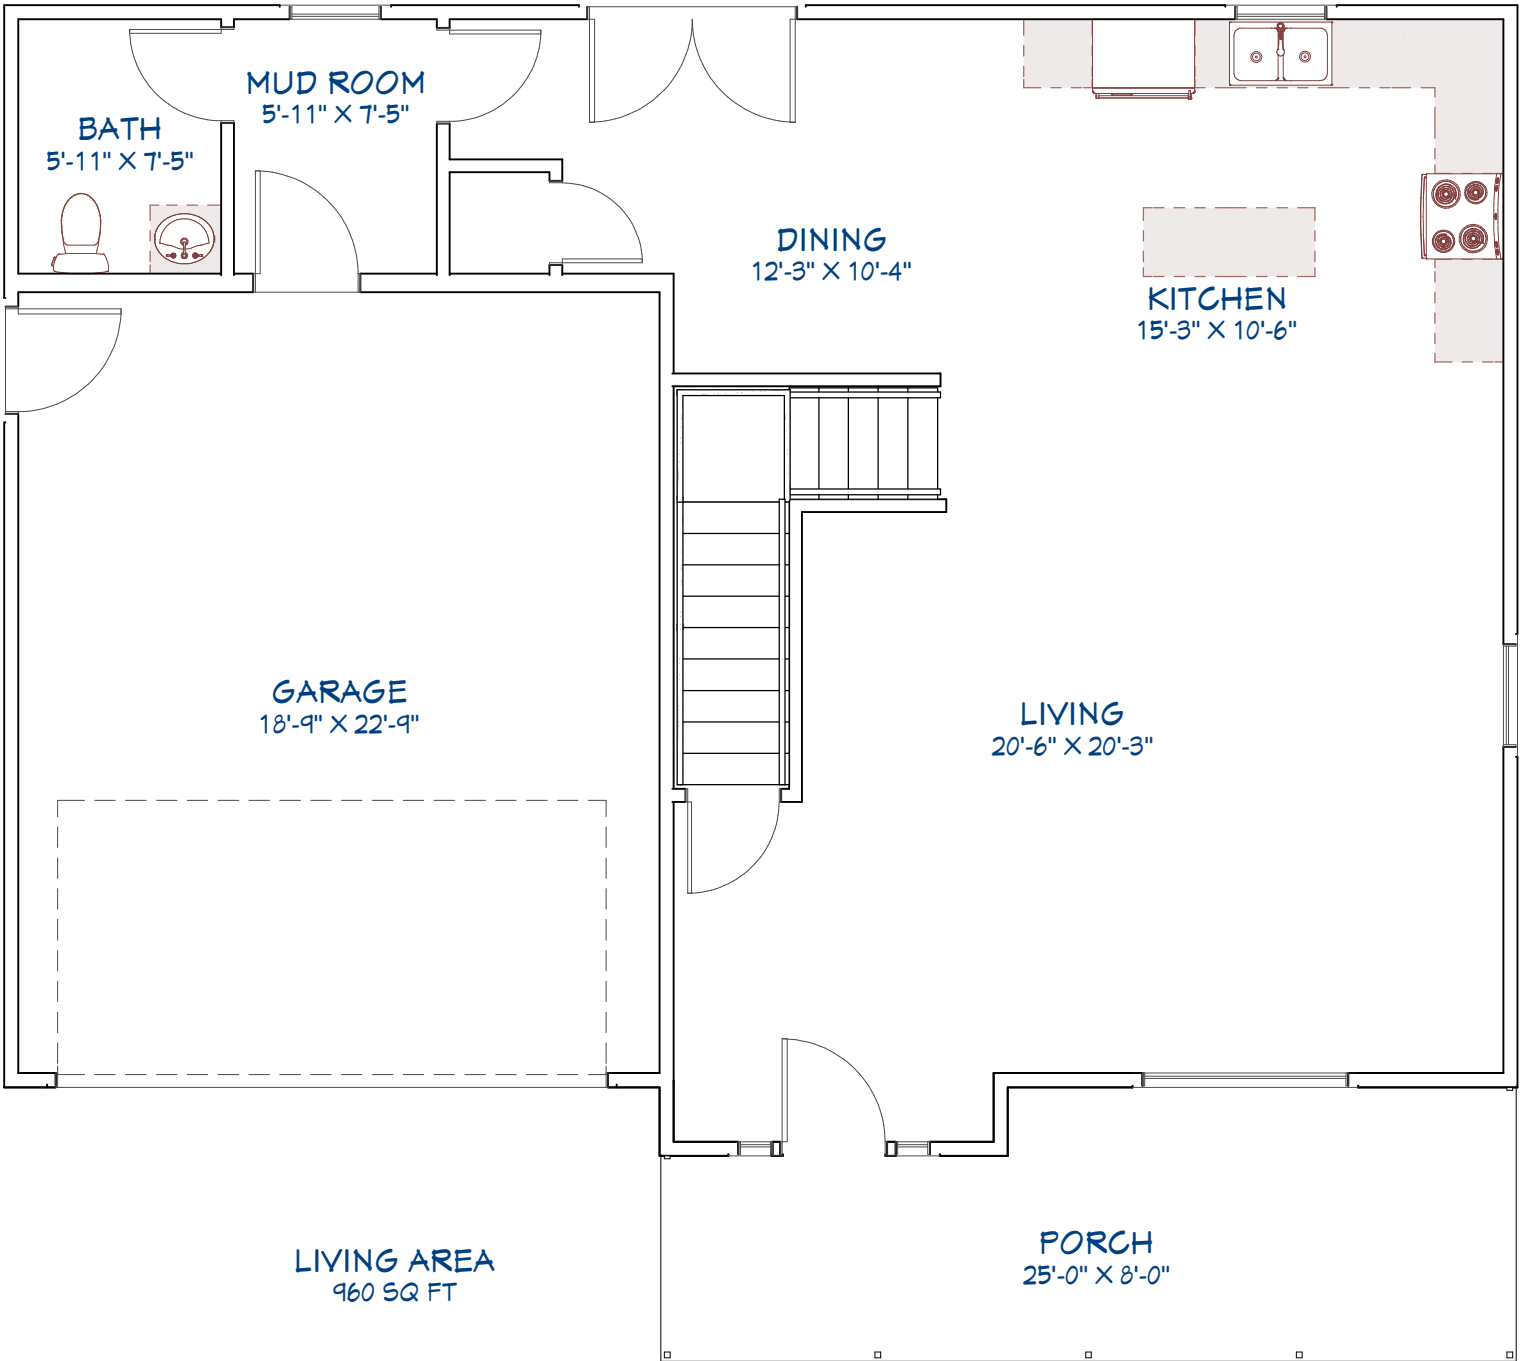 MUD ROOM
5'-11" X 7'-5"
BATH
5'-11" X 7'-5"
DINING
12'-3" X 10'-4"
KITCHEN
15'-3" X 10'-6"
GARAGE
18'-9" X 22'-9"
LIVING
20'-6" X 20'-3"
PORCH
25'-0" X 8'-0"
LIVING AREA
960 SQ FT